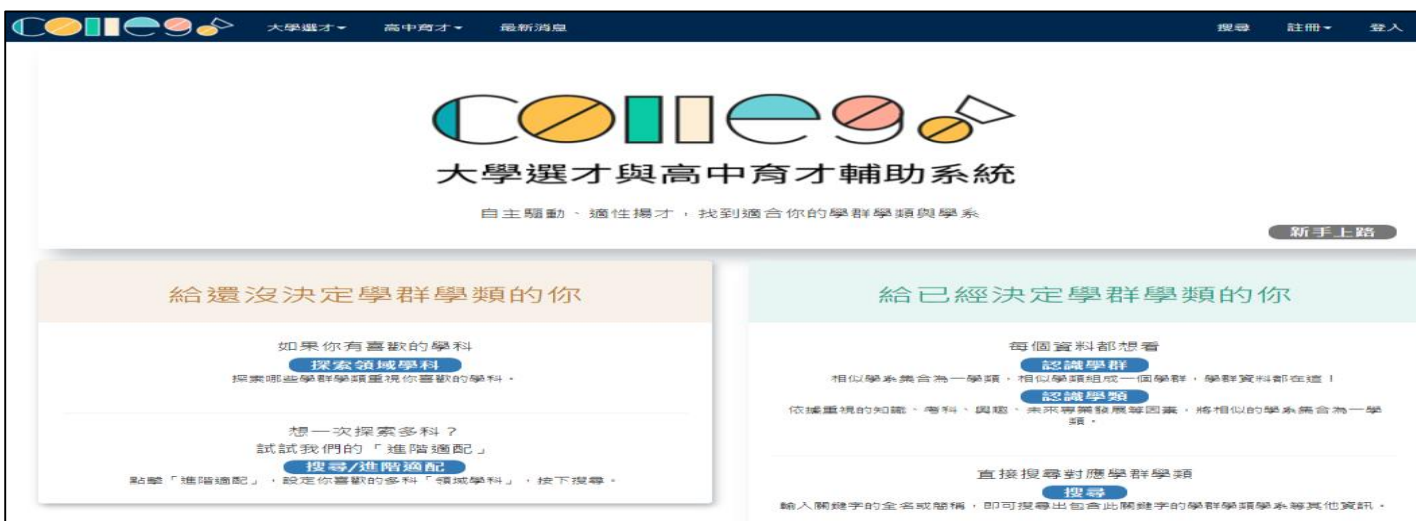 Collego 大學選才 高中育才 最新消息 搜尋 註冊 登入
Collego
大學選才與高中育才輔助系統
自主驅動、適性揚才，找到適合你的學群學類與學系
新手上路
給還沒決定學群學類的你
如果你有喜歡的學科
探索領域學科
探索哪些學群學類重視你喜歡的學科。
想一次探索多科？
試試我們的「進階適配」
搜尋/進階適配
點擊「進階適配」，設定你喜歡的多科「領域學科」，按下搜尋。
給已經決定學群學類的你
每個資料都想看
認識學群
相似學系集合為一學類，相似學類組成一個學群，學群資料都在這！
認識學類
依據重視的知識、考科、興趣、未來專業發展等因素，將相似的學系集合為一學
類。
直接搜尋對應學群學類
搜尋
輸入關鍵字的全名或簡稱，即可搜尋出包含此關鍵字的學群學類學系等其他資訊。